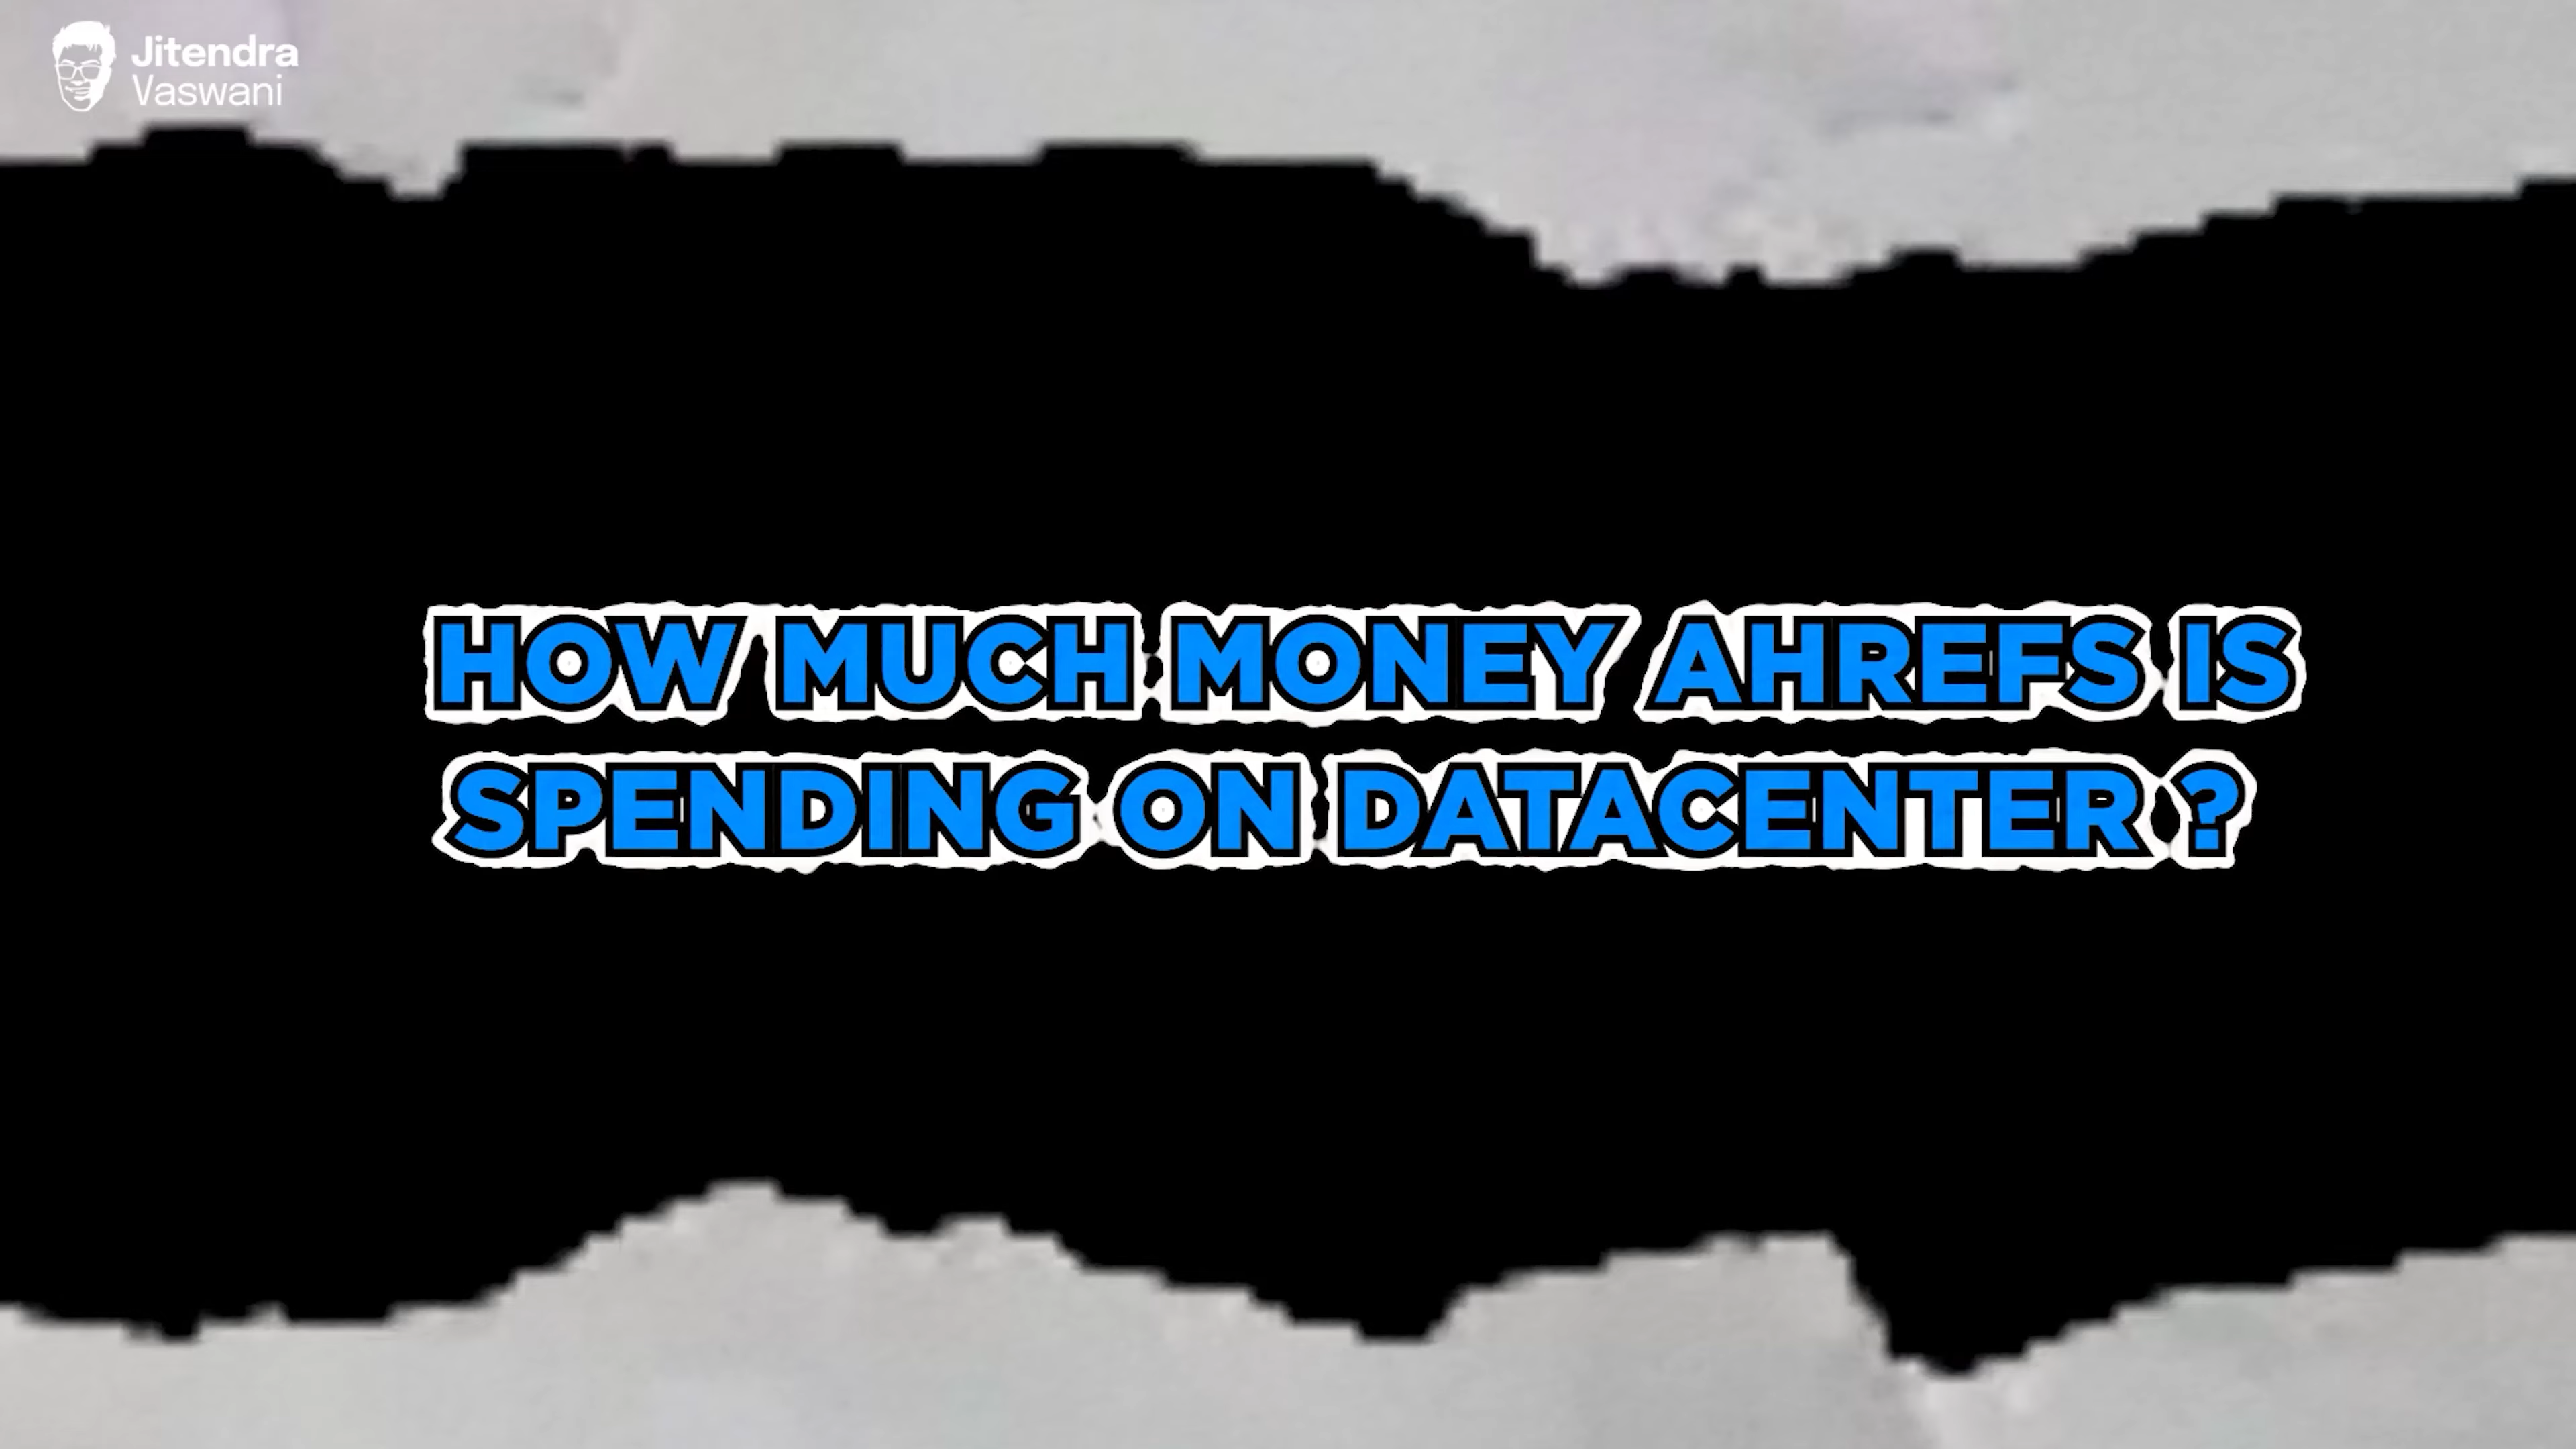 Jitendra
Vaswani
HOW MUCH MONEY AHREFS IS
SPENDING ON DATACENTER ?